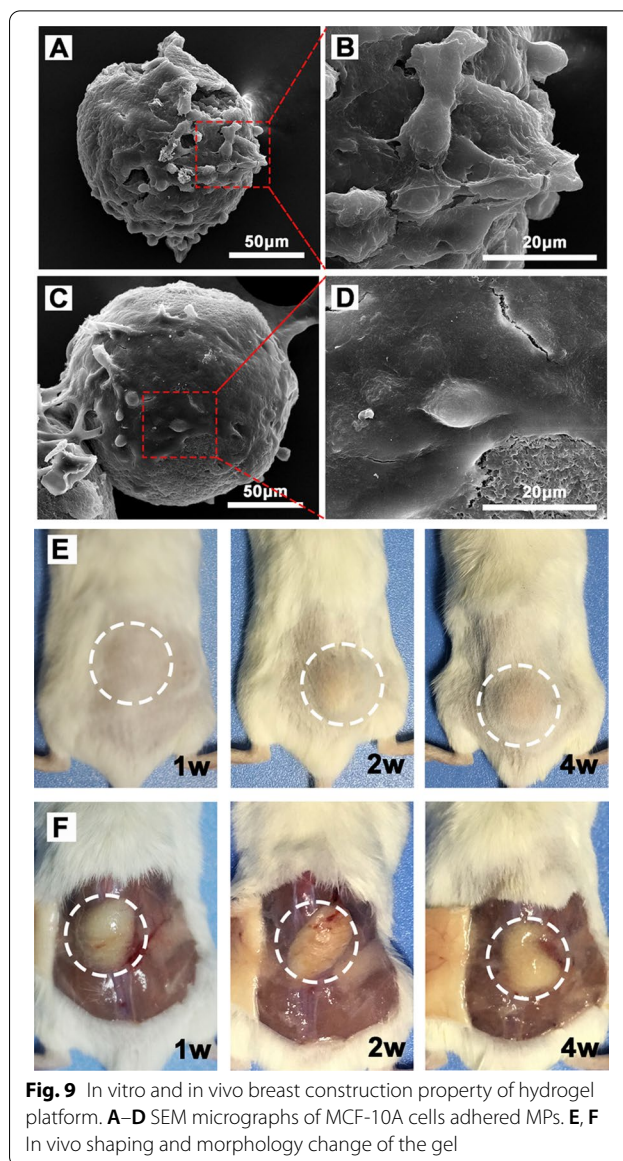 A
50μm
B
20μm
C
50μm
D
20μm
E
1w
2w
4w
F
1w
2w
4w
Fig. 9 In vitro and in vivo breast construction property of hydrogel
platform. A–D SEM micrographs of MCF-10A cells adhered MPs. E, F
In vivo shaping and morphology change of the gel